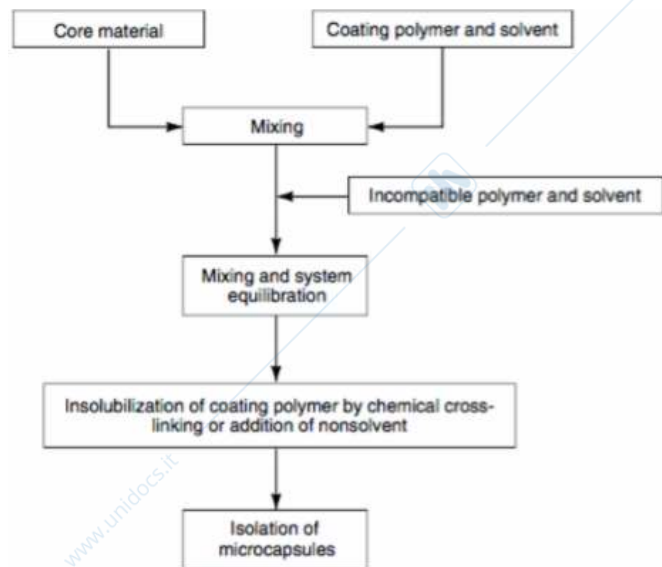 Core material
Coating polymer and solvent
Mixing
Incompatible polymer and solvent
Mixing and system
equilibration
Insolubilization of coating polymer by chemical cross-
linking or addition of nonsolvent
Isolation of
microcapsules
www.unidocs.it